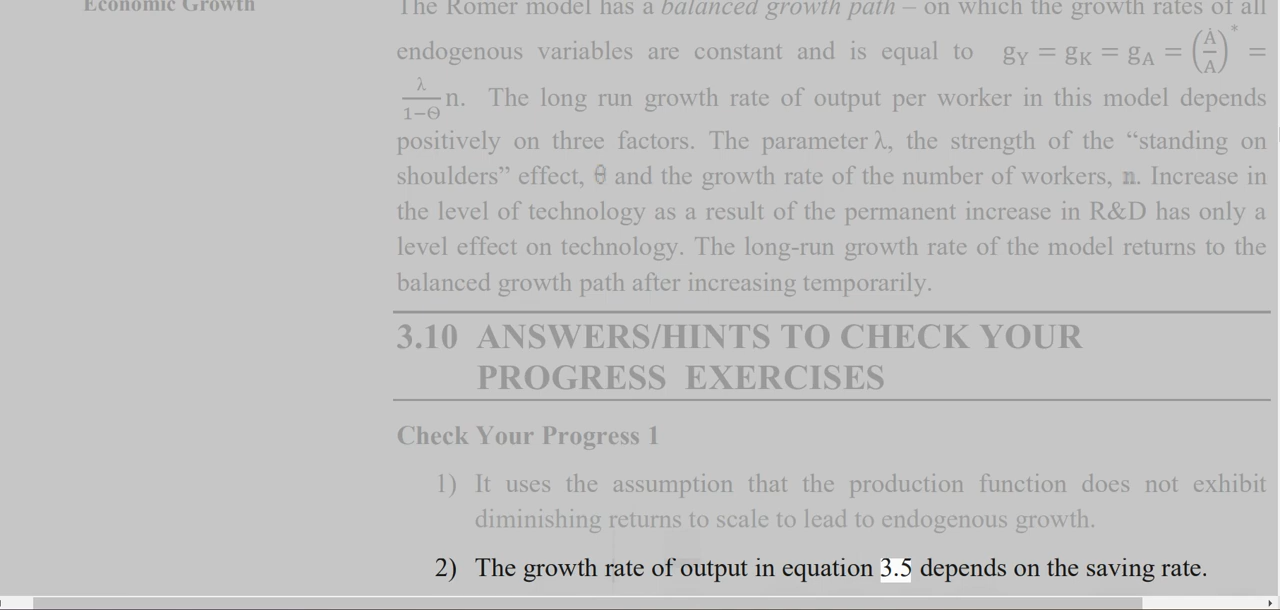 Economic Growth
The Romer model has a balanced growth path – on which the growth rates of all
endogenous variables are constant and is equal to gY = gK = gA = (Ȧ/A)* =
λ/(1−Θ) n. The long run growth rate of output per worker in this model depends
positively on three factors. The parameter λ, the strength of the “standing on
shoulders” effect, θ and the growth rate of the number of workers, n. Increase in
the level of technology as a result of the permanent increase in R&D has only a
level effect on technology. The long-run growth rate of the model returns to the
balanced growth path after increasing temporarily.
3.10 ANSWERS/HINTS TO CHECK YOUR
PROGRESS EXERCISES
Check Your Progress 1
1) It uses the assumption that the production function does not exhibit
diminishing returns to scale to lead to endogenous growth.
2) The growth rate of output in equation 3.5 depends on the saving rate.